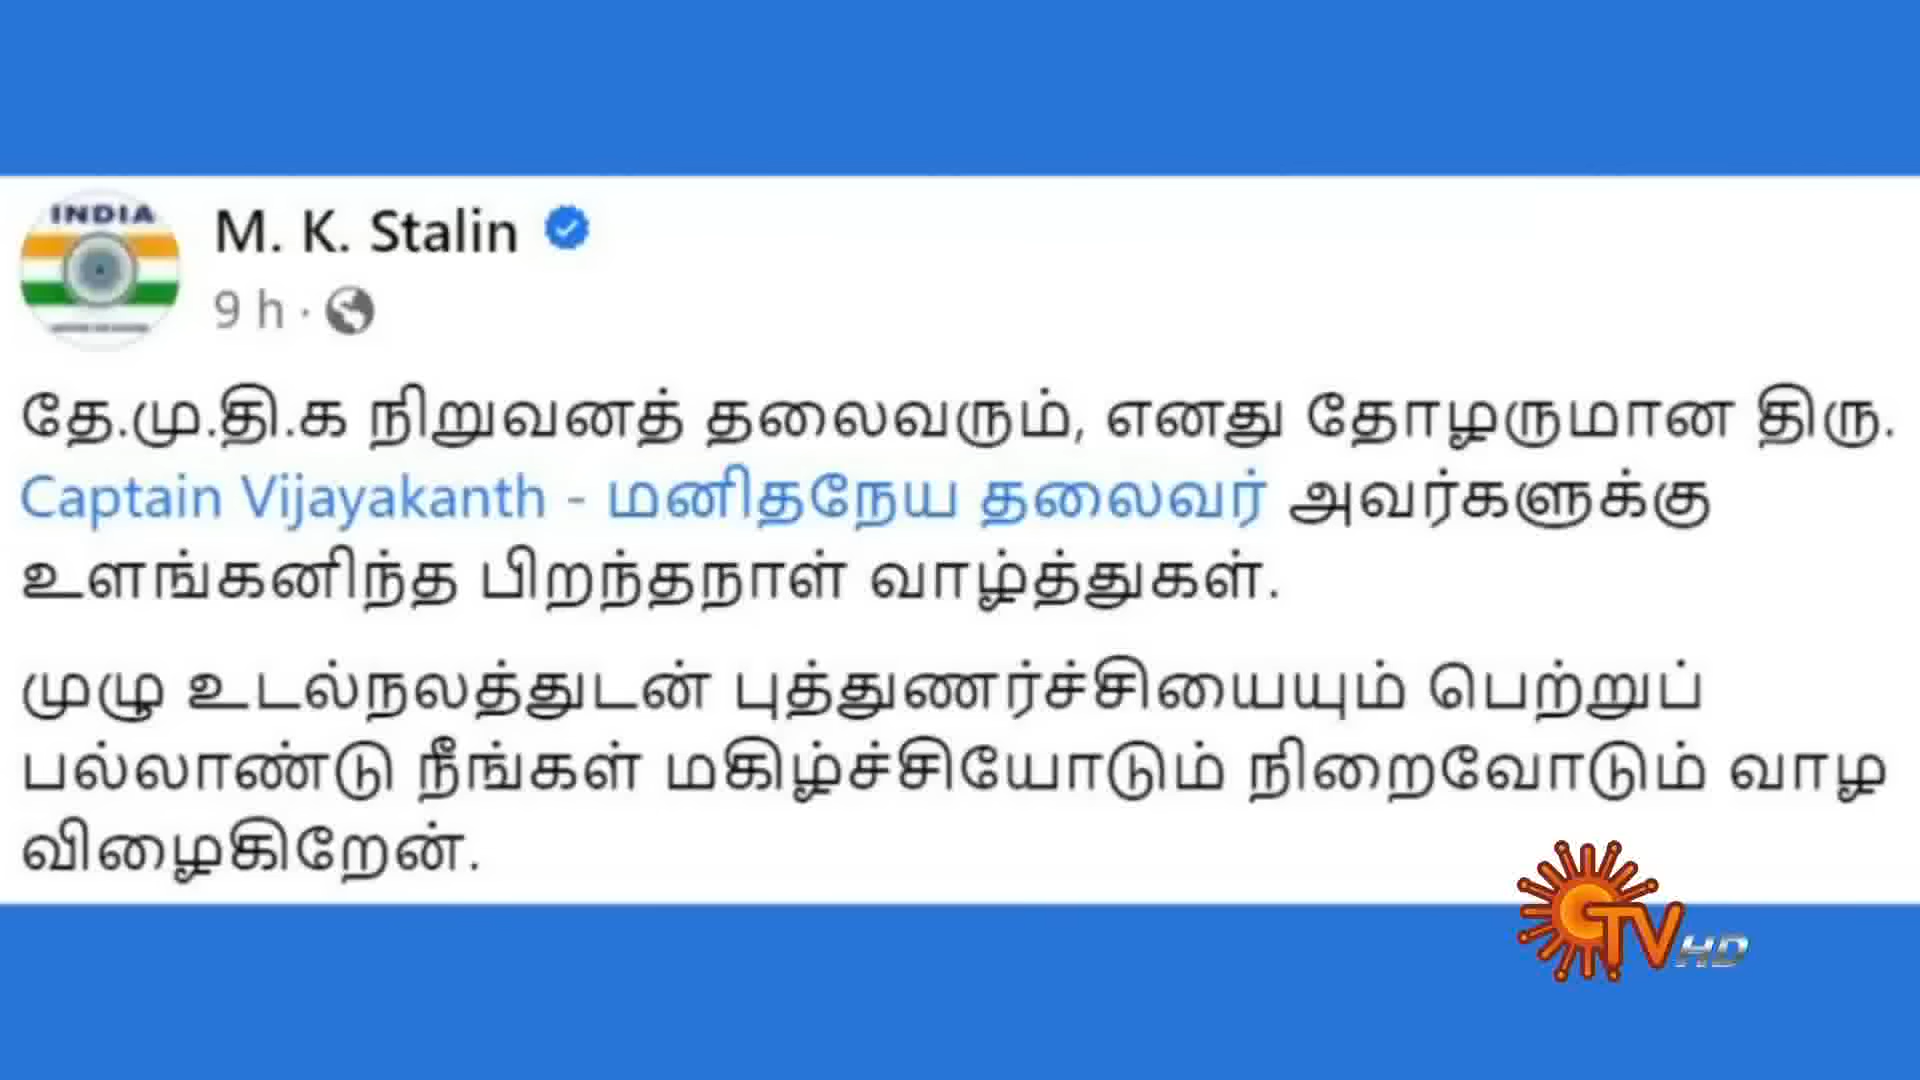 INDIA
M. K. Stalin
9 h ·
தே.மு.தி.க நிறுவனத் தலைவரும், எனது தோழருமான திரு.
Captain Vijayakanth - மனிதநேய தலைவர் அவர்களுக்கு
உளங்கனிந்த பிறந்தநாள் வாழ்த்துகள்.
முழு உடல்நலத்துடன் புத்துணர்ச்சியையும் பெற்றுப்
பல்லாண்டு நீங்கள் மகிழ்ச்சியோடும் நிறைவோடும் வாழ
விழைகிறேன்.
TV HD